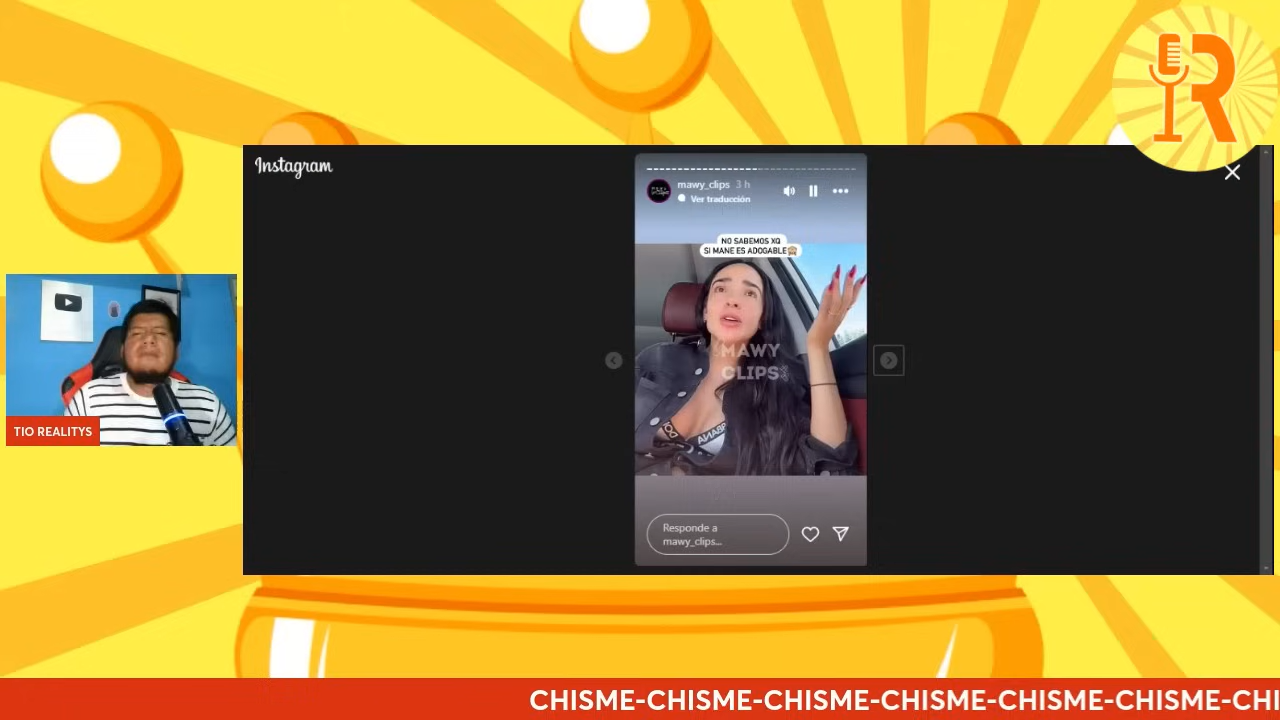 R
Instagram
mawy_clips 3 h
Ver traducción
NO SABEMOS XQ
SI MANE ES ADOGABLE🙈
MAWY
CLIPS
Responde a
mawy_clips...
TIO REALITYS
CHISME-CHISME-CHISME-CHISME-CHISME-CHISME-CHI